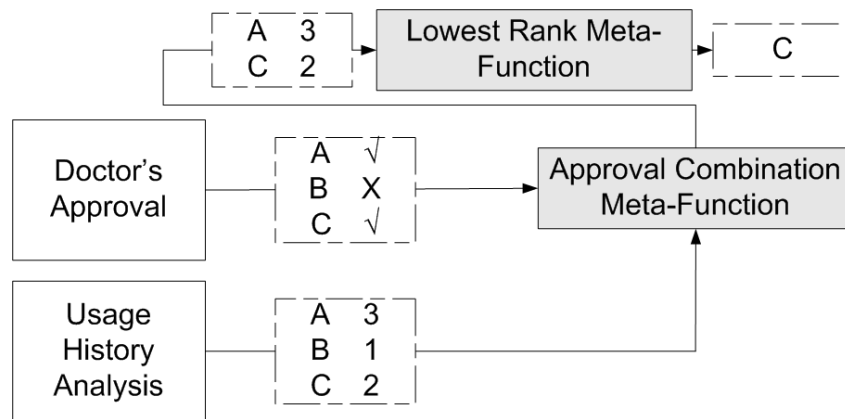 A 3
C 2
Lowest Rank Meta-
Function
C
Doctor's
Approval
A √
B X
C √
Approval Combination
Meta-Function
Usage
History
Analysis
A 3
B 1
C 2